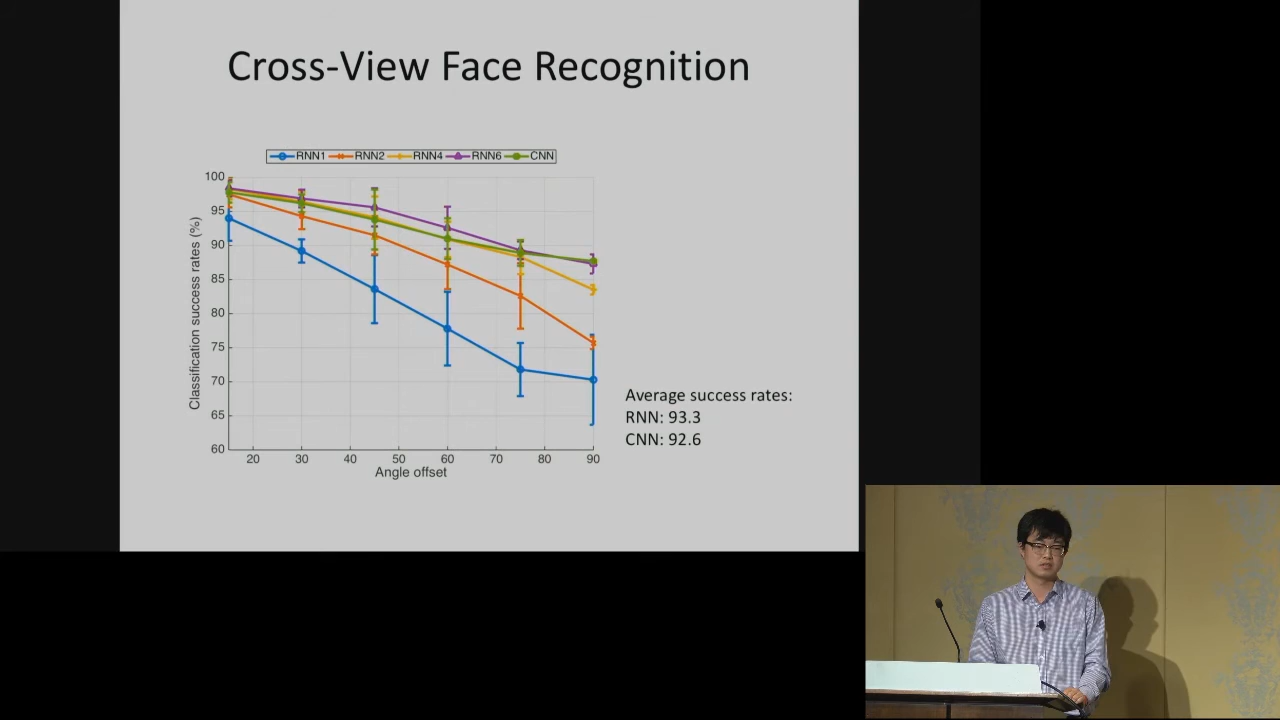 Cross-View Face Recognition
RNN1 RNN2 RNN4 RNN6 CNN
100
95
90
85
80
75
70
65
60
Classification success rates (%)
20 30 40 50 60 70 80 90
Angle offset
Average success rates:
RNN: 93.3
CNN: 92.6